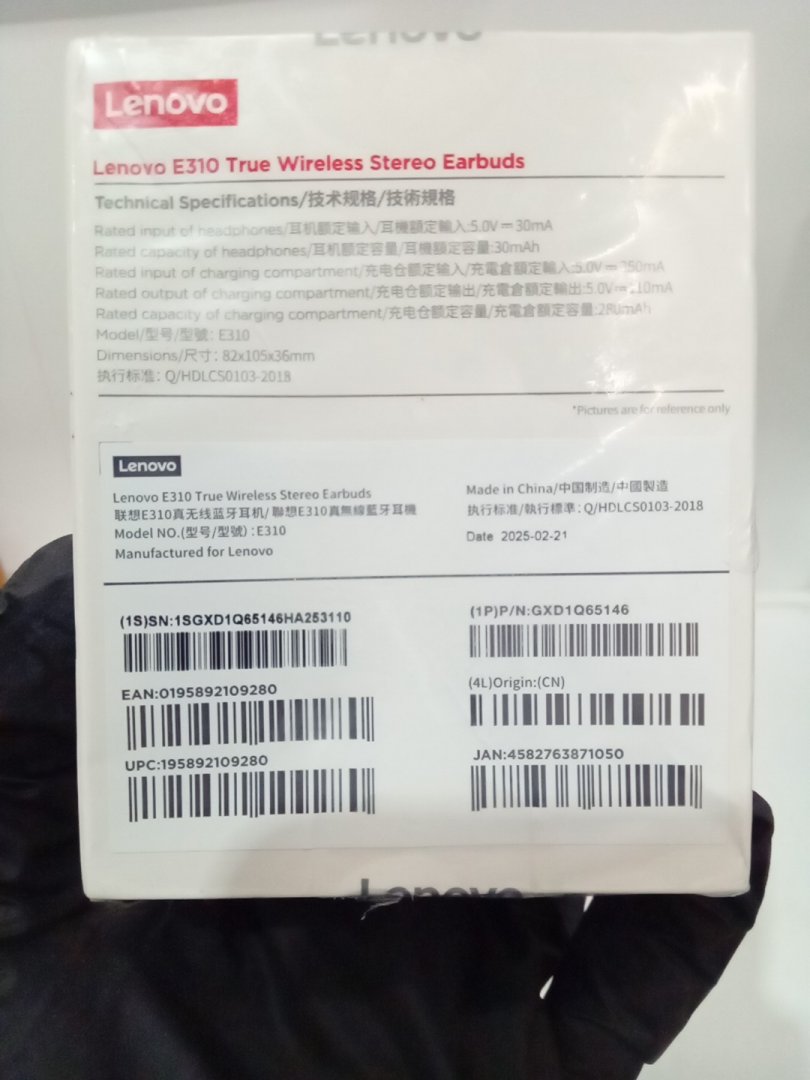 Lenovo
Lenovo
Lenovo E310 True Wireless Stereo Earbuds
Technical Specifications/技术规格/技術規格
Rated input of headphones/耳机额定输入/耳機額定輸入:5.0V⎓30mA
Rated capacity of headphones/耳机额定容量/耳機額定容量:30mAh
Rated input of charging compartment/充电仓额定输入/充電倉額定輸入:5.0V⎓
Rated output of charging compartment/充电仓额定输出/充電倉額定輸出:5.0V⎓
Rated capacity of charging compartment/充电仓额定容量/充電倉額定容量:280mAh
Model/型号/型號: E310
Dimensions/尺寸: 82x105x36mm
执行标准: Q/HDLCS0103-2018
*Pictures are for reference only
Lenovo
Lenovo E310 True Wireless Stereo Earbuds
联想E310真无线蓝牙耳机/ 聯想E310真無線藍牙耳機
Model NO.(型号/型號) :E310
Manufactured for Lenovo
Made in China/中国制造/中國製造
执行标准/執行標準: Q/HDLCS0103-2018
Date 2025-02-21
(1S)SN:1SGXD1Q65146HA253110
(1P)P/N:GXD1Q65146
EAN:0195892109280
(4L)Origin:(CN)
UPC:195892109280
JAN:4582763871050
Lenovo